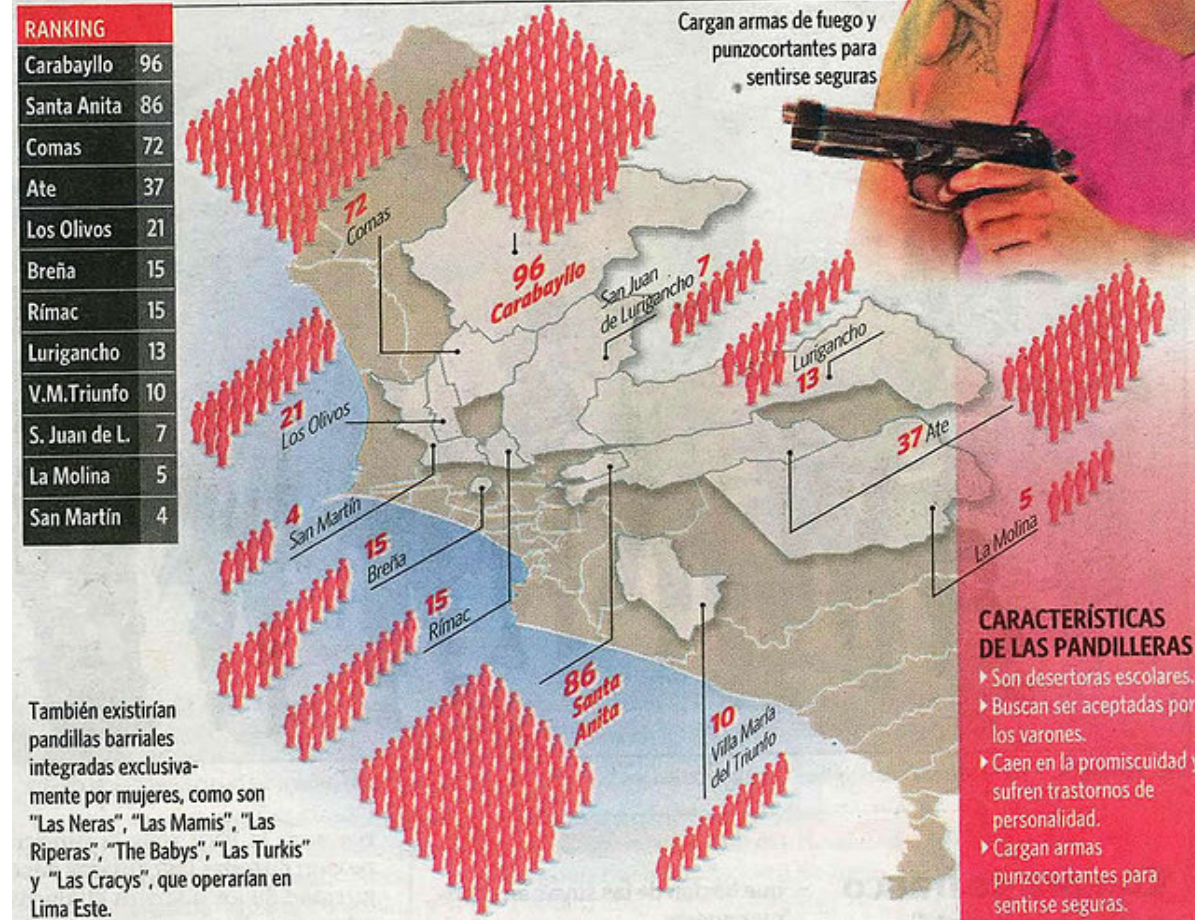 RANKING
Carabayllo 96
Santa Anita 86
Comas 72
Ate 37
Los Olivos 21
Breña 15
Rímac 15
Lurigancho 13
V.M.Triunfo 10
S. Juan de L. 7
La Molina 5
San Martín 4
Cargan armas de fuego y
punzocortantes para
sentirse seguras
72
Comas
96
Carabayllo
San Juan
de Lurigancho 7
Lurigancho
13
21
Los Olivos
37 Ate
4
San Martín
5
La Molina
15
Breña
15
Rímac
86
Santa
Anita
10
Villa María
del Triunfo
También existirían
pandillas barriales
integradas exclusiva-
mente por mujeres, como son
"Las Neras", "Las Mamis", "Las
Riperas", "The Babys", "Las Turkis"
y "Las Cracys", que operarían en
Lima Este.
CARACTERÍSTICAS
DE LAS PANDILLERAS
Son desertoras escolares.
Buscan ser aceptadas por
los varones.
Caen en la promiscuidad y
sufren trastornos de
personalidad.
Cargan armas
punzocortantes para
sentirse seguras.